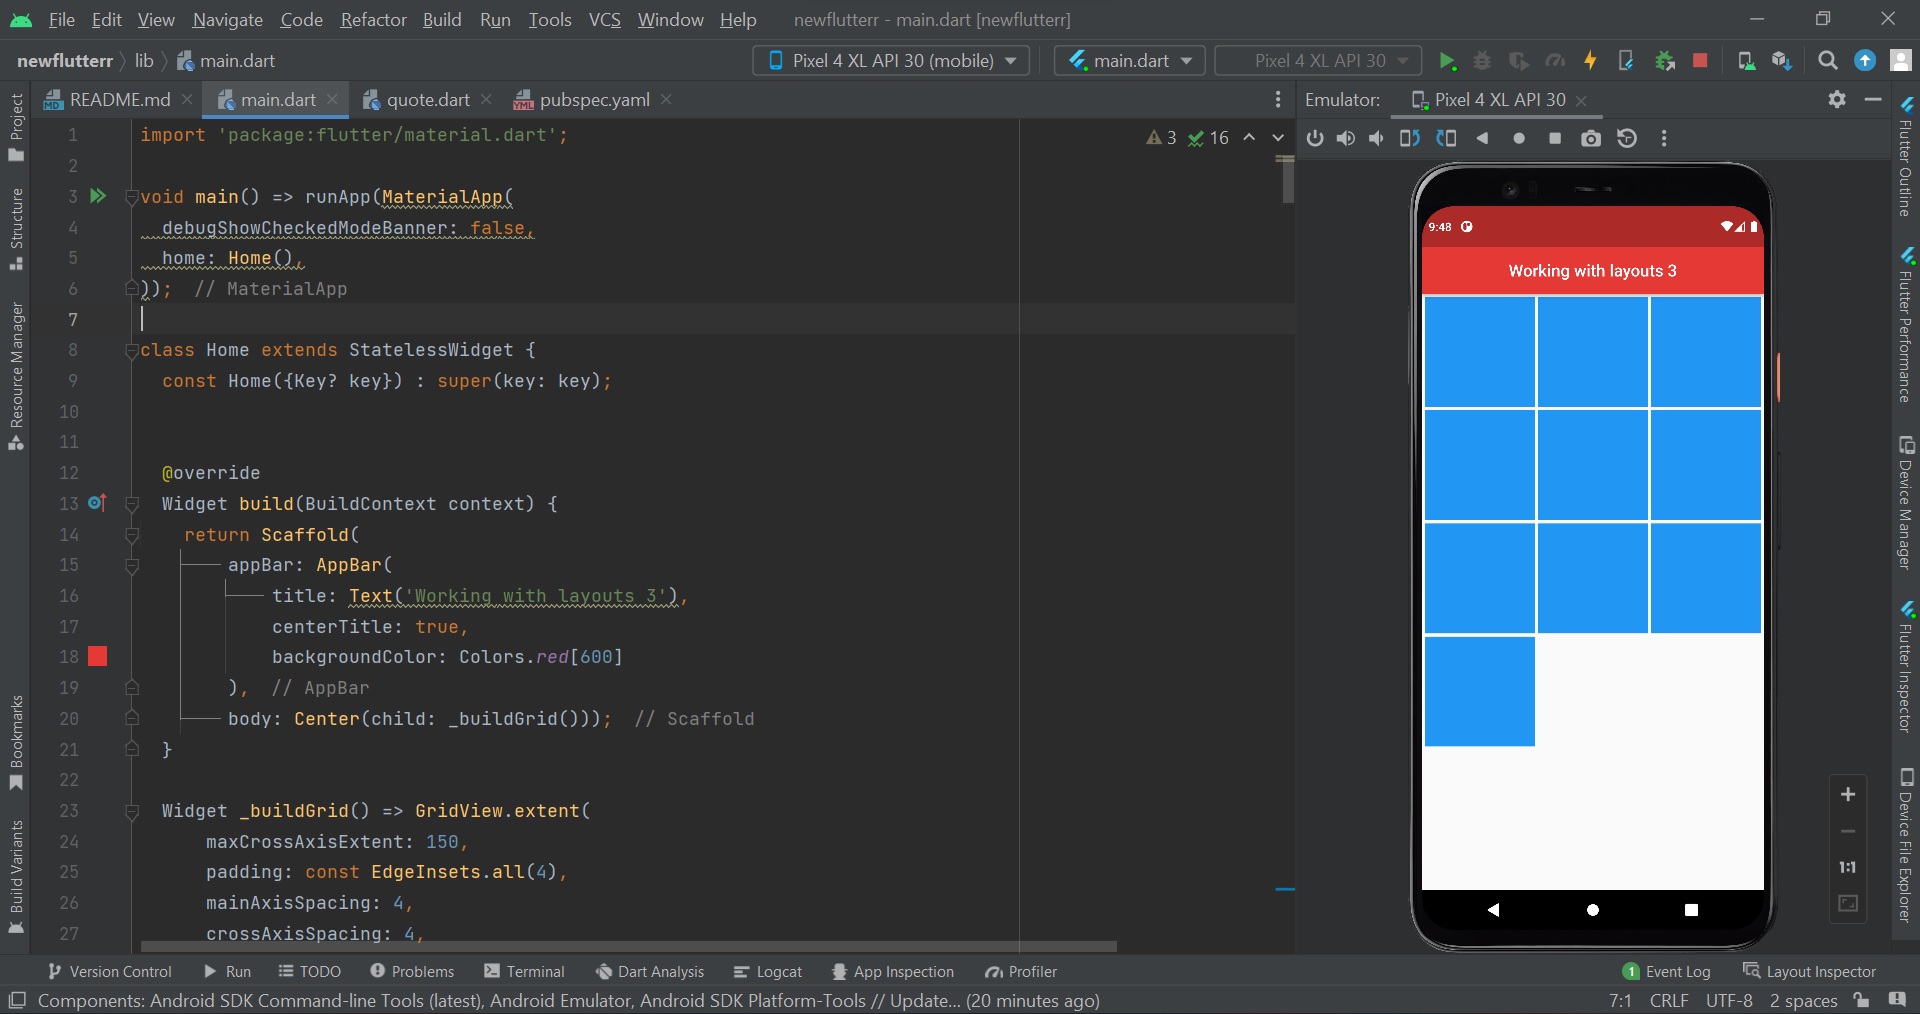 File Edit View Navigate Code Refactor Build Run Tools VCS Window Help newflutterr - main.dart [newflutterr]
newflutterr lib main.dart Pixel 4 XL API 30 (mobile) main.dart Pixel 4 XL API 30
README.md main.dart quote.dart pubspec.yaml Emulator: Pixel 4 XL API 30
1 import 'package:flutter/material.dart';
3 16
2
3 void main() => runApp(MaterialApp(
4 debugShowCheckedModeBanner: false,
5 home: Home(),
6 )); // MaterialApp
7
8 class Home extends StatelessWidget {
9 const Home({Key? key}) : super(key: key);
10
11
12 @override
13 Widget build(BuildContext context) {
14 return Scaffold(
15 appBar: AppBar(
16 title: Text('Working with layouts 3'),
17 centerTitle: true,
18 backgroundColor: Colors.red[600]
19 ), // AppBar
20 body: Center(child: _buildGrid())); // Scaffold
21 }
22
23 Widget _buildGrid() => GridView.extent(
24 maxCrossAxisExtent: 150,
25 padding: const EdgeInsets.all(4),
26 mainAxisSpacing: 4,
27 crossAxisSpacing: 4,
9:48
Working with layouts 3
1:1
Project
Structure
Resource Manager
Bookmarks
Build Variants
Flutter Outline
Flutter Performance
Device Manager
Flutter Inspector
Device File Explorer
Version Control Run TODO Problems Terminal Dart Analysis Logcat App Inspection Profiler 1 Event Log Layout Inspector
Components: Android SDK Command-line Tools (latest), Android Emulator, Android SDK Platform-Tools // Update... (20 minutes ago) 7:1 CRLF UTF-8 2 spaces